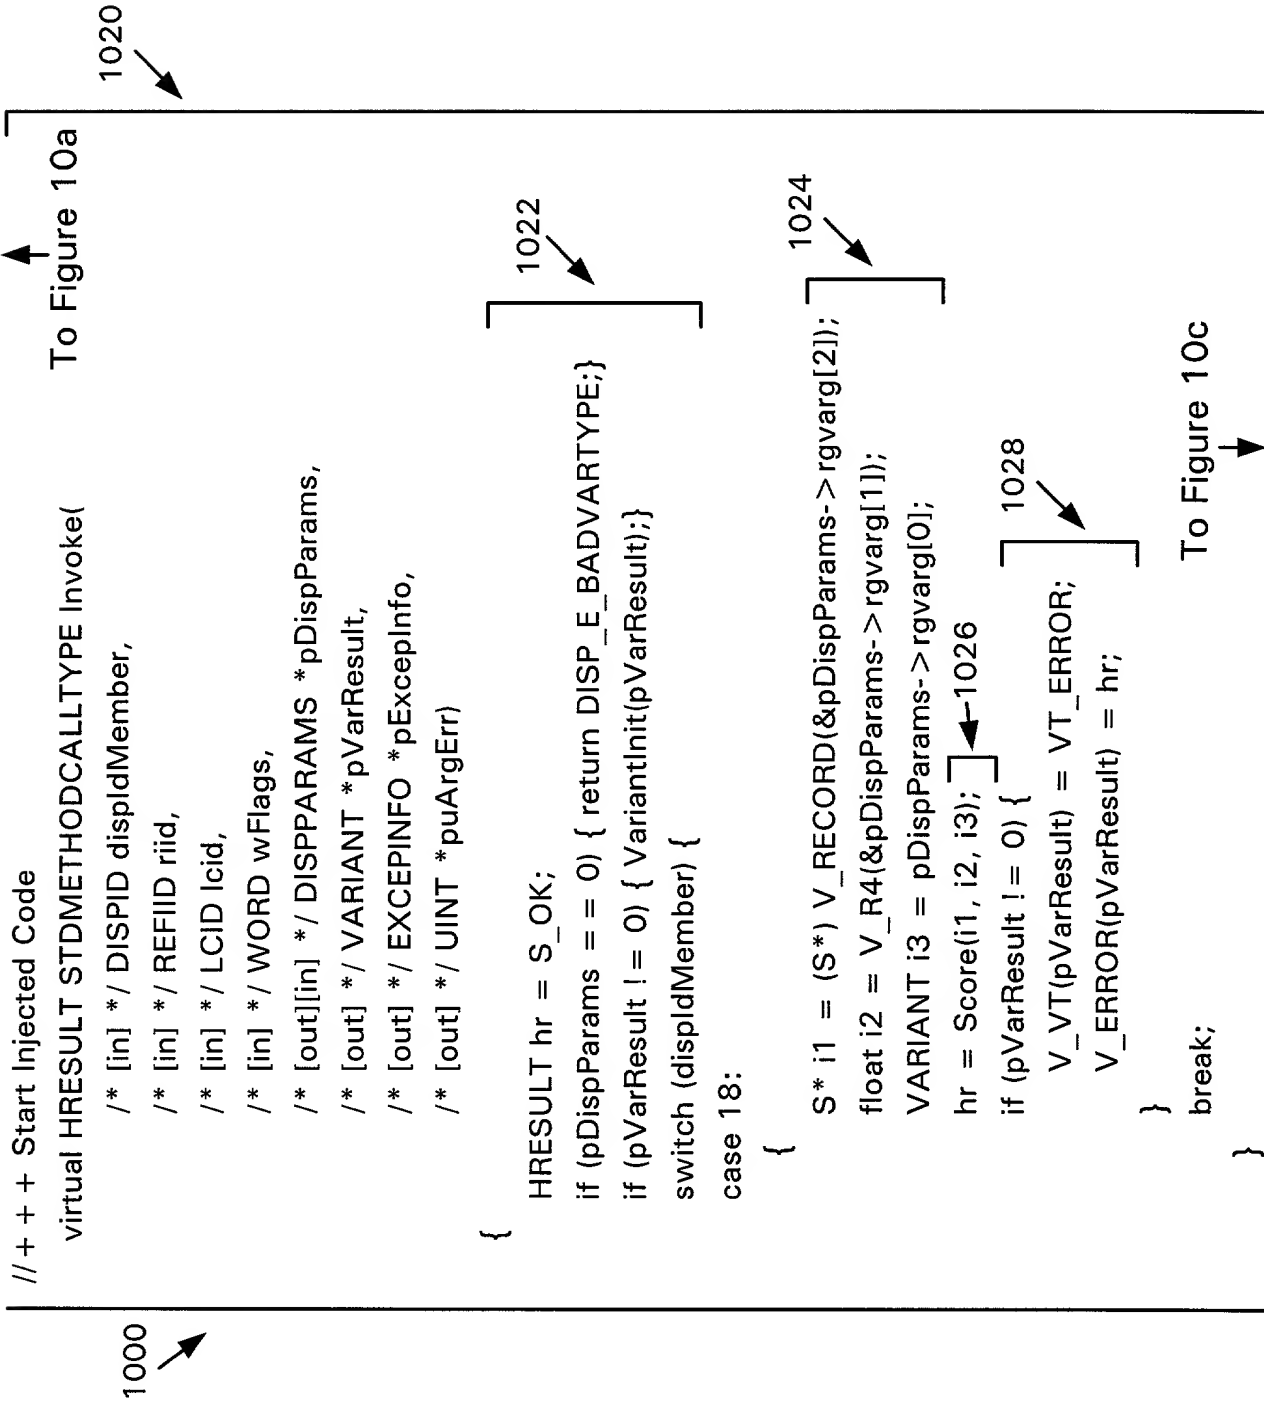 1020
To Figure 10a
1000
//+ + + Start Injected Code
virtual HRESULT STDMETHODCALLTYPE Invoke(
/* [in] */ DISPID dispIdMember,
/* [in] */ REFIID riid,
/* [in] */ LCID lcid,
/* [in] */ WORD wFlags,
/* [out][in] */ DISPPARAMS *pDispParams,
/* [out] */ VARIANT *pVarResult,
/* [out] */ EXCEPINFO *pExcepInfo,
/* [out] */ UINT *puArgErr)
{
1022
HRESULT hr = S_OK;
if (pDispParams == 0) { return DISP_E_BADVARTYPE;}
if (pVarResult != 0) { VariantInit(pVarResult);}
switch (dispIdMember) {
case 18:
{
1024
S* i1 = (S*) V_RECORD(&pDispParams->rgvarg[2]);
float i2 = V_R4(&pDispParams->rgvarg[1]);
VARIANT i3 = pDispParams->rgvarg[0];
hr = Score(i1, i2, i3);
1026
if (pVarResult != 0) {
1028
V_VT(pVarResult) = VT_ERROR;
V_ERROR(pVarResult) = hr;
}
break;
}
To Figure 10c